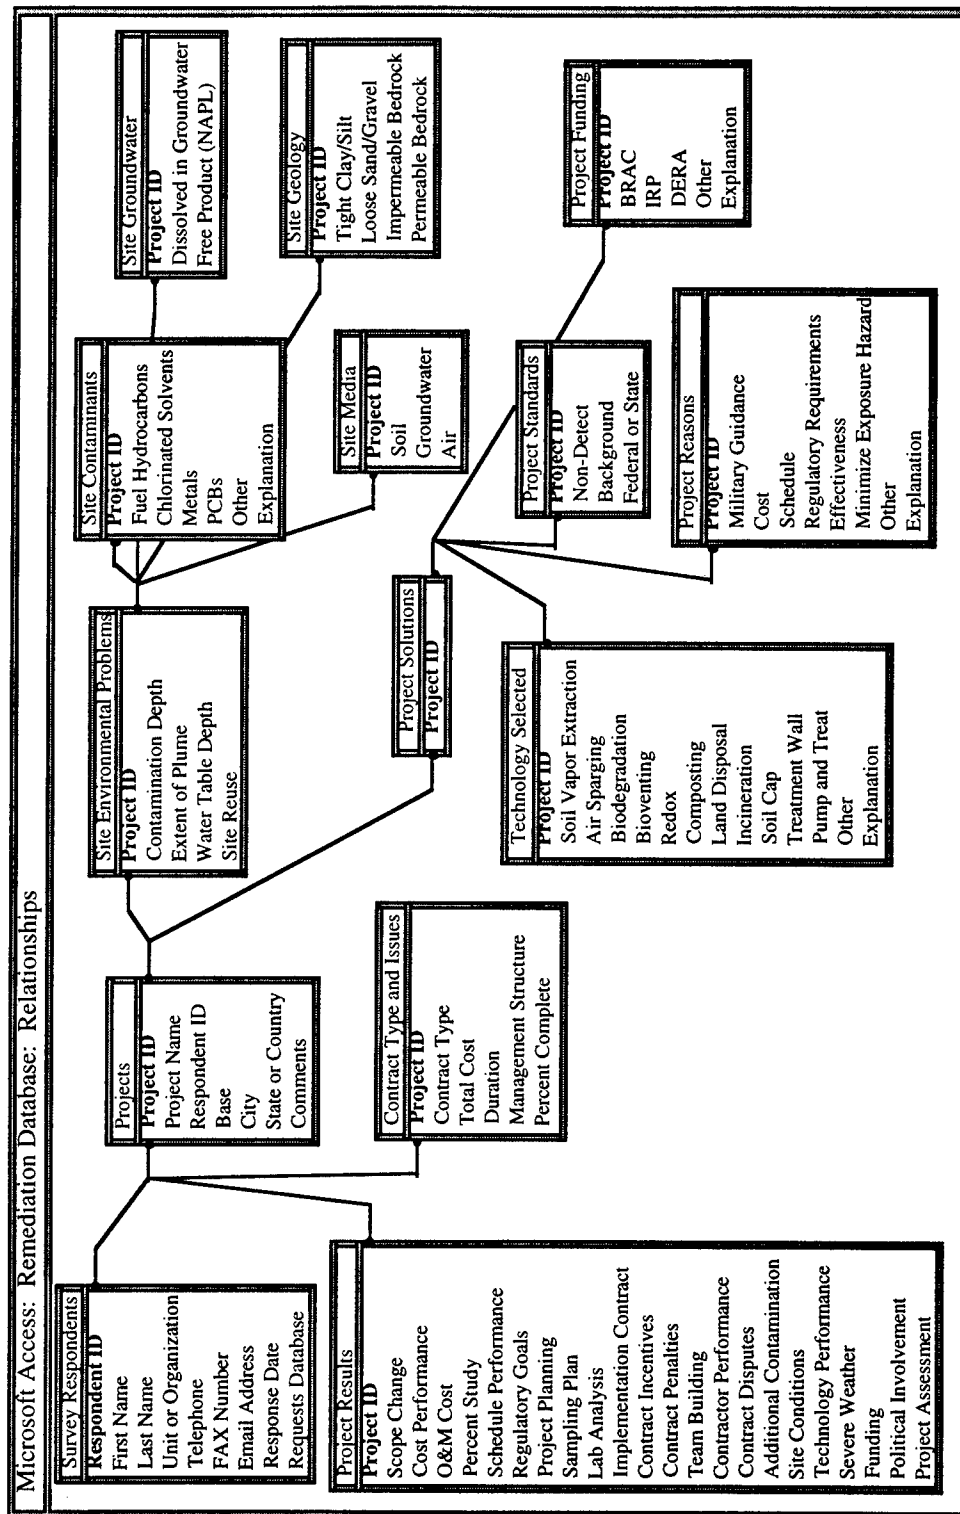 Microsoft Access:  Remediation Database:  Relationships
Survey Respondents
Respondent ID
First Name
Last Name
Unit or Organization
Telephone
FAX Number
Email Address
Response Date
Requests Database
Project Results
Project ID
Scope Change
Cost Performance
O&M Cost
Percent Study
Schedule Performance
Regulatory Goals
Project Planning
Sampling Plan
Lab Analysis
Implementation Contract
Contract Incentives
Contract Penalties
Team Building
Contractor Performance
Contract Disputes
Additional Contamination
Site Conditions
Technology Performance
Severe Weather
Funding
Political Involvement
Project Assessment
Projects
Project ID
Project Name
Respondent ID
Base
City
State or Country
Comments
Contract Type and Issues
Project ID
Contract Type
Total Cost
Duration
Management Structure
Percent Complete
Site Environmental Problems
Project ID
Contamination Depth
Extent of Plume
Water Table Depth
Site Reuse
Project Solutions
Project ID
Technology Selected
Project ID
Soil Vapor Extraction
Air Sparging
Biodegradation
Bioventing
Redox
Composting
Land Disposal
Incineration
Soil Cap
Treatment Wall
Pump and Treat
Other
Explanation
Site Contaminants
Project ID
Fuel Hydrocarbons
Chlorinated Solvents
Metals
PCBs
Other
Explanation
Site Media
Project ID
Soil
Groundwater
Air
Project Standards
Project ID
Non-Detect
Background
Federal or State
Project Reasons
Project ID
Military Guidance
Cost
Schedule
Regulatory Requirements
Effectiveness
Minimize Exposure Hazard
Other
Explanation
Site Groundwater
Project ID
Dissolved in Groundwater
Free Product (NAPL)
Site Geology
Project ID
Tight Clay/Silt
Loose Sand/Gravel
Impermeable Bedrock
Permeable Bedrock
Project Funding
Project ID
BRAC
IRP
DERA
Other
Explanation